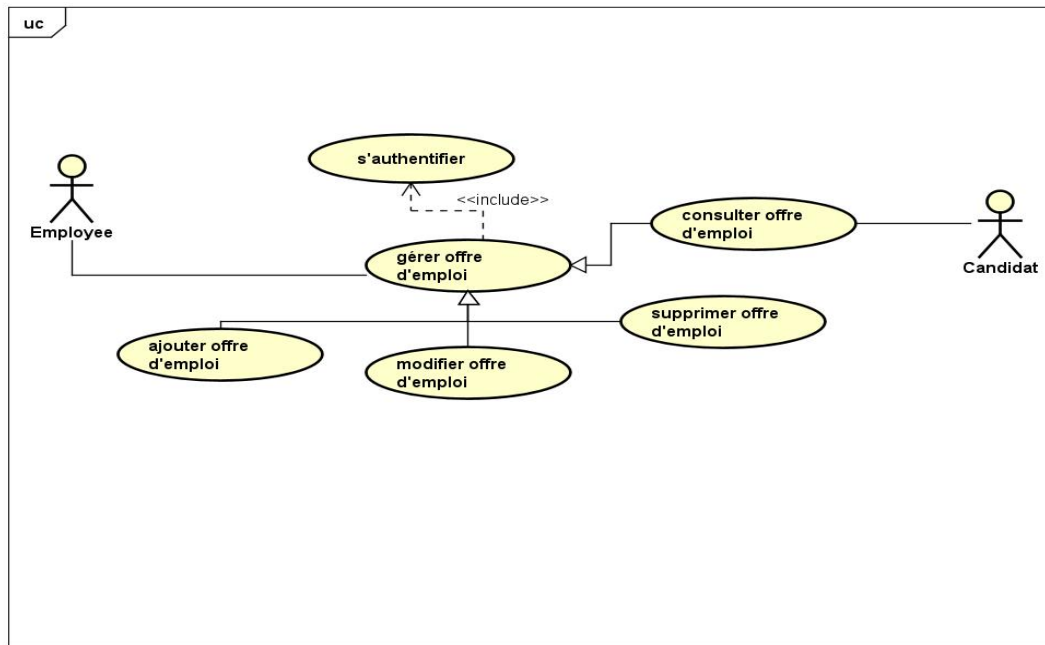 uc
s'authentifier
<<include>>
Employee
gérer offre
d'emploi
consulter offre
d'emploi
Candidat
ajouter offre
d'emploi
modifier offre
d'emploi
supprimer offre
d'emploi